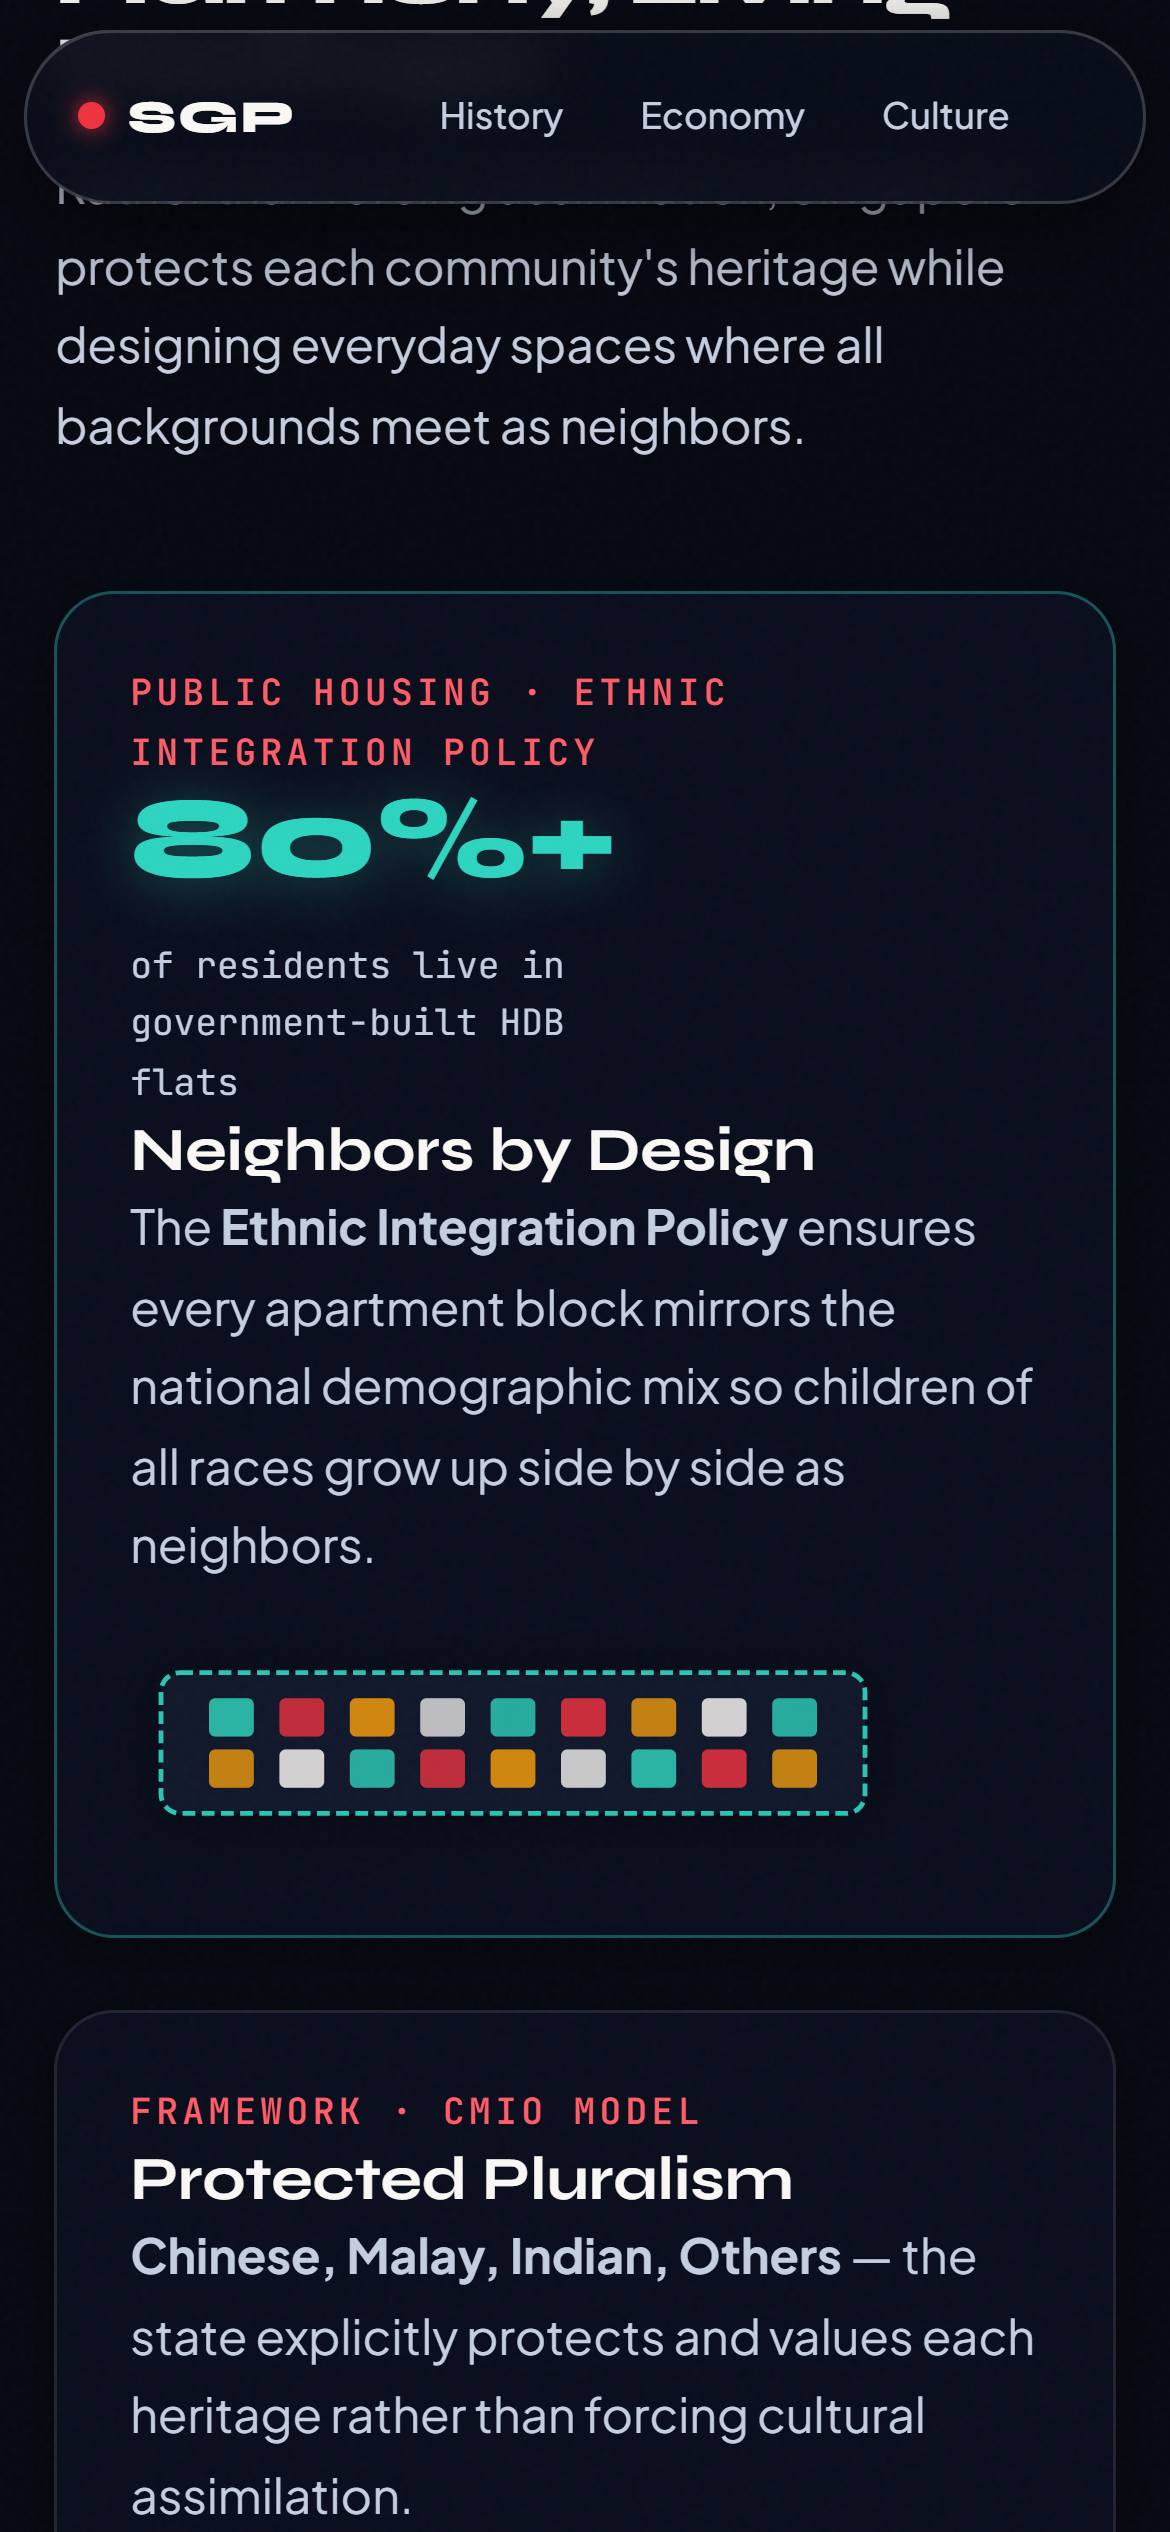 SGP History Economy Culture
protects each community's heritage while
designing everyday spaces where all
backgrounds meet as neighbors.
PUBLIC HOUSING · ETHNIC
INTEGRATION POLICY
80%+
of residents live in
government-built HDB
flats
Neighbors by Design
The Ethnic Integration Policy ensures
every apartment block mirrors the
national demographic mix so children of
all races grow up side by side as
neighbors.
FRAMEWORK · CMIO MODEL
Protected Pluralism
Chinese, Malay, Indian, Others — the
state explicitly protects and values each
heritage rather than forcing cultural
assimilation.